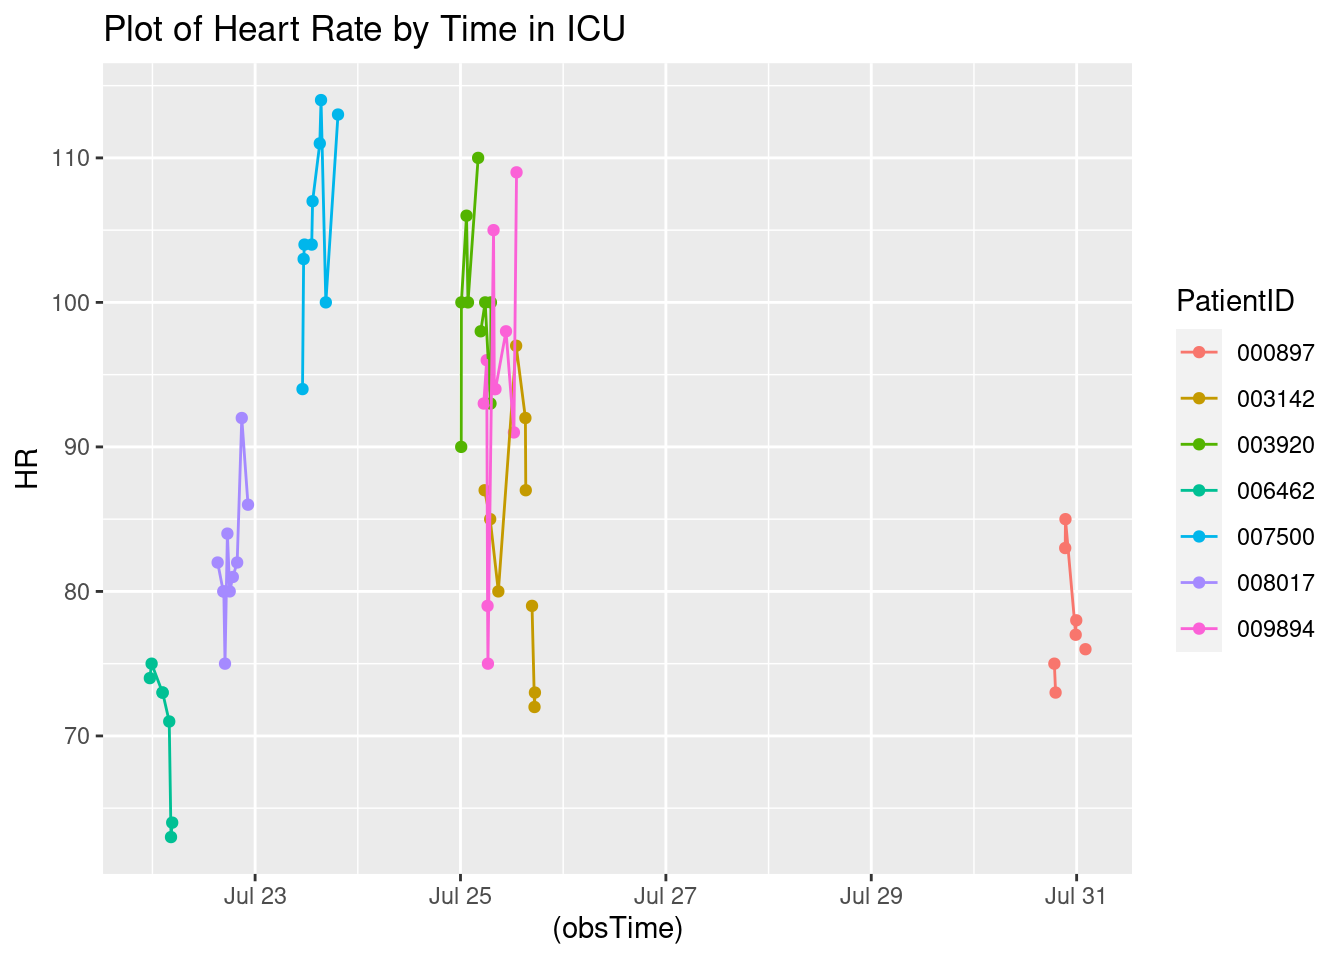 Plot of Heart Rate by Time in ICU
HR
110
100
90
80
70
Jul 23
Jul 25
Jul 27
Jul 29
Jul 31
(obsTime)
PatientID
000897
003142
003920
006462
007500
008017
009894